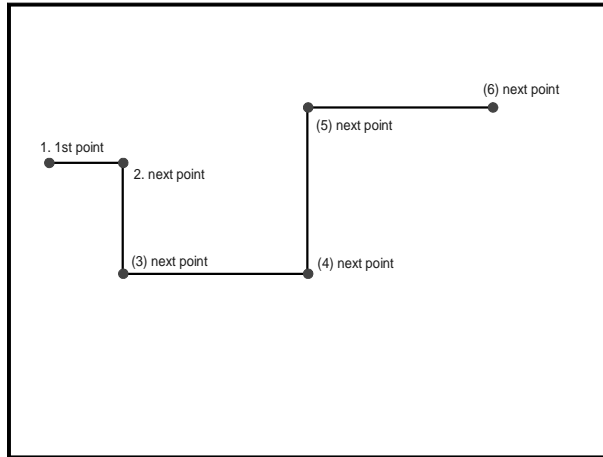 1. 1st point
2. next point
(3) next point
(4) next point
(5) next point
(6) next point